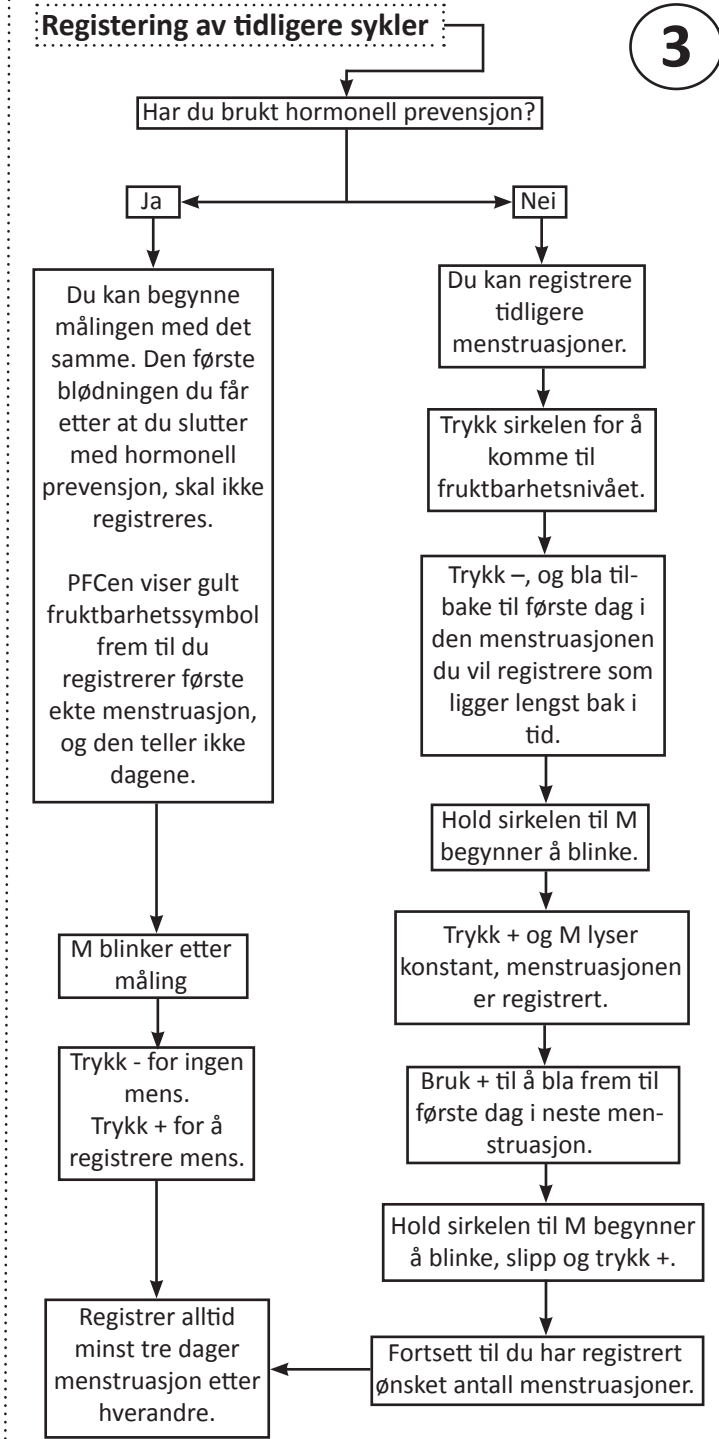 Registering av tidligere sykler
3
Har du brukt hormonell prevensjon?
Ja
Nei
Du kan begynne
målingen med det
samme. Den første
blødningen du får
etter at du slutter
med hormonell
prevensjon, skal ikke
registreres.
PFCen viser gult
fruktbarhetssymbol
frem til du
registrerer første
ekte menstruasjon,
og den teller ikke
dagene.
M blinker etter
måling
Trykk - for ingen
mens.
Trykk + for å
registrere mens.
Du kan registrere
tidligere
menstruasjoner.
Trykk sirkelen for å
komme til
fruktbarhetsnivået.
Trykk –, og bla til-
bake til første dag i
den menstruasjonen
du vil registrere som
ligger lengst bak i
tid.
Hold sirkelen til M
begynner å blinke.
Trykk + og M lyser
konstant, menstruasjonen
er registrert.
Bruk + til å bla frem til
første dag i neste men-
struasjon.
Hold sirkelen til M begynner
å blinke, slipp og trykk +.
Fortsett til du har registrert
ønsket antall menstruasjoner.
Registrer alltid
minst tre dager
menstruasjon etter
hverandre.